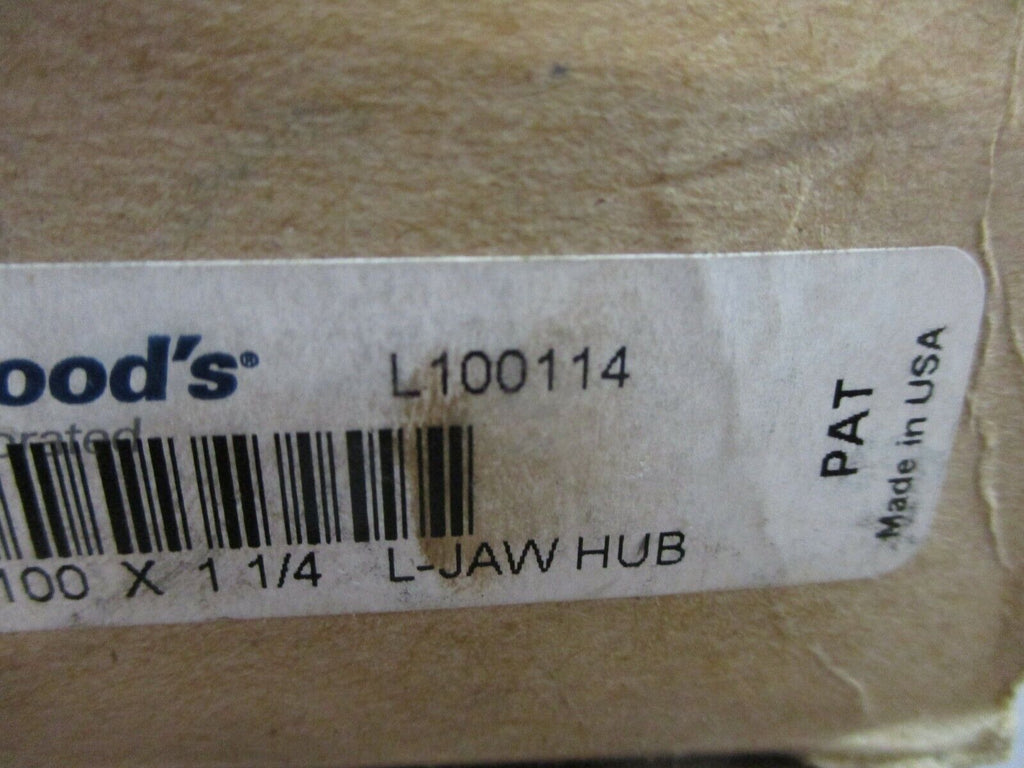 ood's® L100114
orated
100 X 1 1/4 L-JAW HUB
PAT
Made in USA